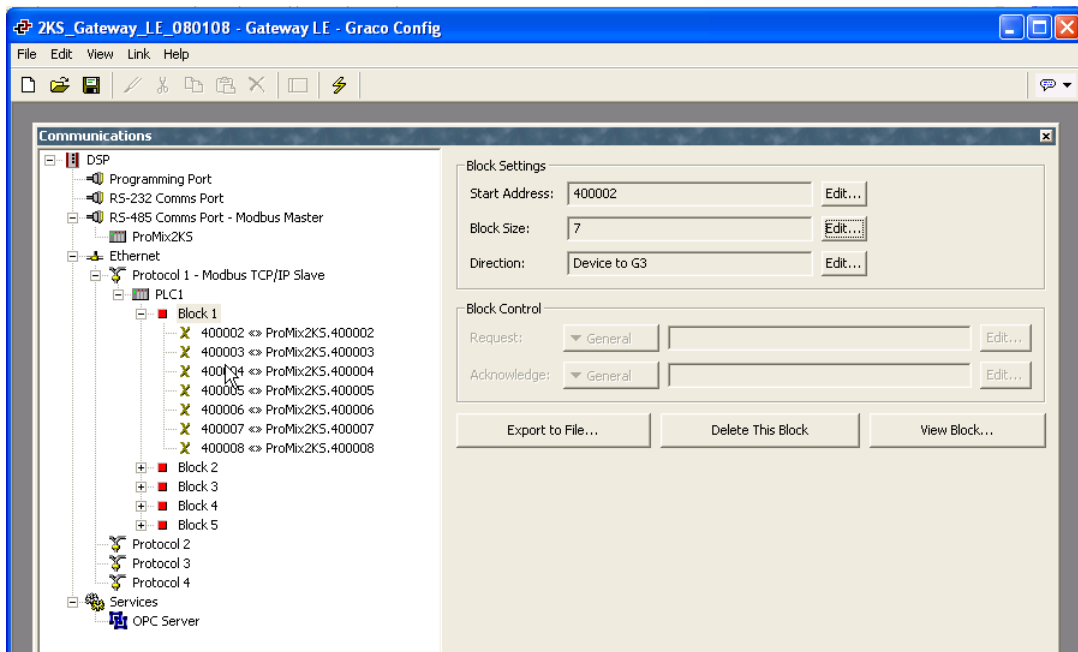 2KS_Gateway_LE_080108 - Gateway LE - Graco Config
File Edit View Link Help
Communications
DSP
Programming Port
RS-232 Comms Port
RS-485 Comms Port - Modbus Master
ProMix2KS
Ethernet
Protocol 1 - Modbus TCP/IP Slave
PLC1
Block 1
400002 «» ProMix2KS.400002
400003 «» ProMix2KS.400003
400004 «» ProMix2KS.400004
400005 «» ProMix2KS.400005
400006 «» ProMix2KS.400006
400007 «» ProMix2KS.400007
400008 «» ProMix2KS.400008
Block 2
Block 3
Block 4
Block 5
Protocol 2
Protocol 3
Protocol 4
Services
OPC Server
Block Settings
Start Address: 400002 Edit...
Block Size: 7 Edit...
Direction: Device to G3 Edit...
Block Control
Request: General Edit...
Acknowledge: General Edit...
Export to File... Delete This Block View Block...